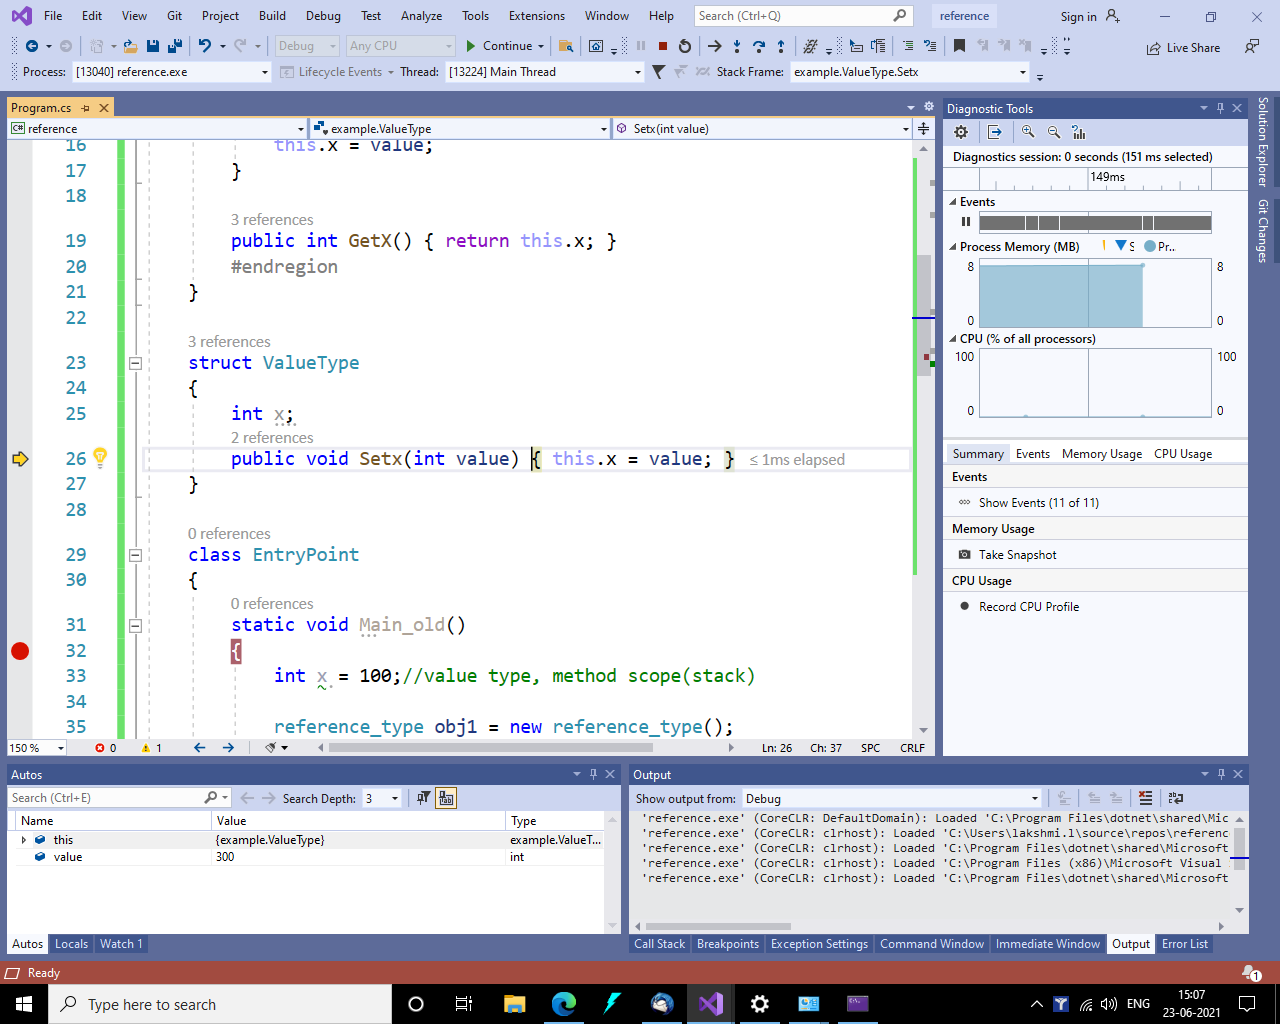 File Edit View Git Project Build Debug Test Analyze Tools Extensions Window Help Search (Ctrl+Q) reference Sign in
Debug Any CPU Continue Live Share
Process: [13040] reference.exe Lifecycle Events Thread: [13224] Main Thread Stack Frame: example.ValueType.Setx
Program.cs
reference example.ValueType Setx(int value)
16 this.x = value;
17 }
18
3 references
19 public int GetX() { return this.x; }
20 #endregion
21 }
22
3 references
23 struct ValueType
24 {
25 int x;
2 references
26 public void Setx(int value) { this.x = value; } ≤ 1ms elapsed
27 }
28
0 references
29 class EntryPoint
30 {
0 references
31 static void Main_old()
32 {
33 int x = 100;//value type, method scope(stack)
34
35 reference_type obj1 = new reference_type();
150 % 0 1 Ln: 26 Ch: 37 SPC CRLF
Diagnostic Tools
Diagnostics session: 0 seconds (151 ms selected)
149ms
Events
Process Memory (MB) S Pr..
8 8
0 0
CPU (% of all processors)
100 100
0 0
Summary Events Memory Usage CPU Usage
Events
Show Events (11 of 11)
Memory Usage
Take Snapshot
CPU Usage
Record CPU Profile
Solution Explorer
Git Changes
Autos
Search (Ctrl+E) Search Depth: 3
Name Value Type
this {example.ValueType} example.ValueT...
value 300 int
Autos Locals Watch 1
Output
Show output from: Debug
'reference.exe' (CoreCLR: DefaultDomain): Loaded 'C:\Program Files\dotnet\shared\Mic
'reference.exe' (CoreCLR: clrhost): Loaded 'C:\Users\lakshmi.l\source\repos\referenc
'reference.exe' (CoreCLR: clrhost): Loaded 'C:\Program Files\dotnet\shared\Microsoft
'reference.exe' (CoreCLR: clrhost): Loaded 'C:\Program Files (x86)\Microsoft Visual
'reference.exe' (CoreCLR: clrhost): Loaded 'C:\Program Files\dotnet\shared\Microsoft
Call Stack Breakpoints Exception Settings Command Window Immediate Window Output Error List
Ready 1
Type here to search ENG 15:07
23-06-2021